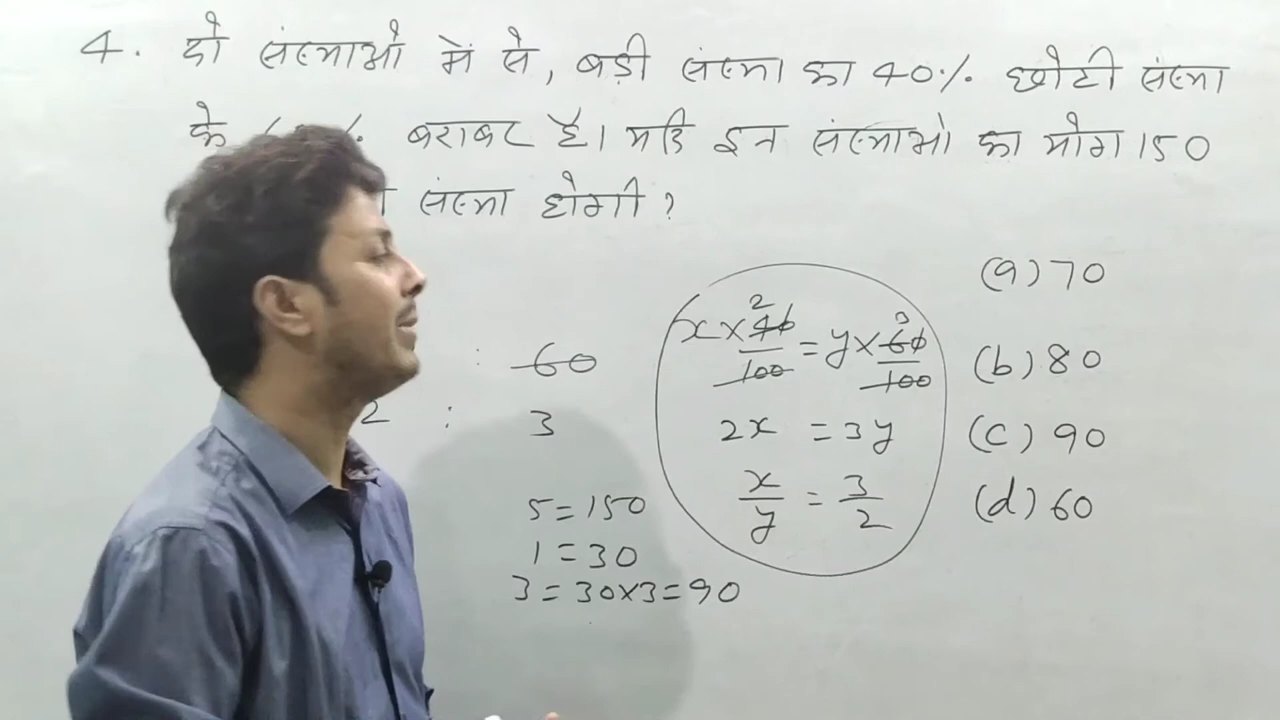 4. दो संख्याओ में से, बड़ी संख्या का 40% छोटी संख्या
के % बराबर है। यदि इन संख्याओ का योग 150
संख्या होगी ?
(a) 70
x × 40/100 = y × 60/100
2 3
: 60
(b) 80
2 : 3
2x = 3y
(c) 90
x/y = 3/2
(d) 60
5 = 150
1 = 30
3 = 30×3 = 90